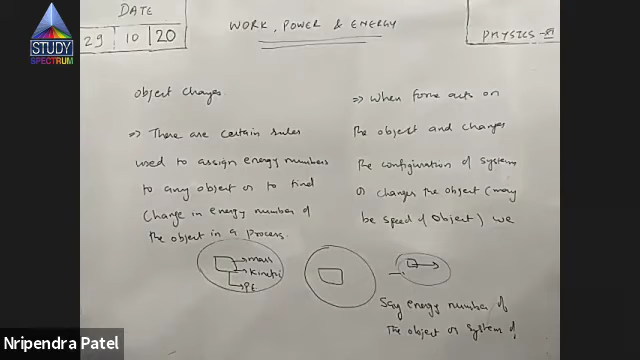 DATE
29 10 20
STUDY
SPECTRUM
WORK, POWER & ENERGY
PHYSICS-
object changes.
⇒ There are certain rules
used to assign energy numbers
to any object or to find
change in energy number of
the object in a process.
mass
kinetic
PE
⇒ When force acts on
the object and changes
the configuration of system
or changes the object (may
be speed of object) we
say energy number of
the object or system of
Nripendra Patel